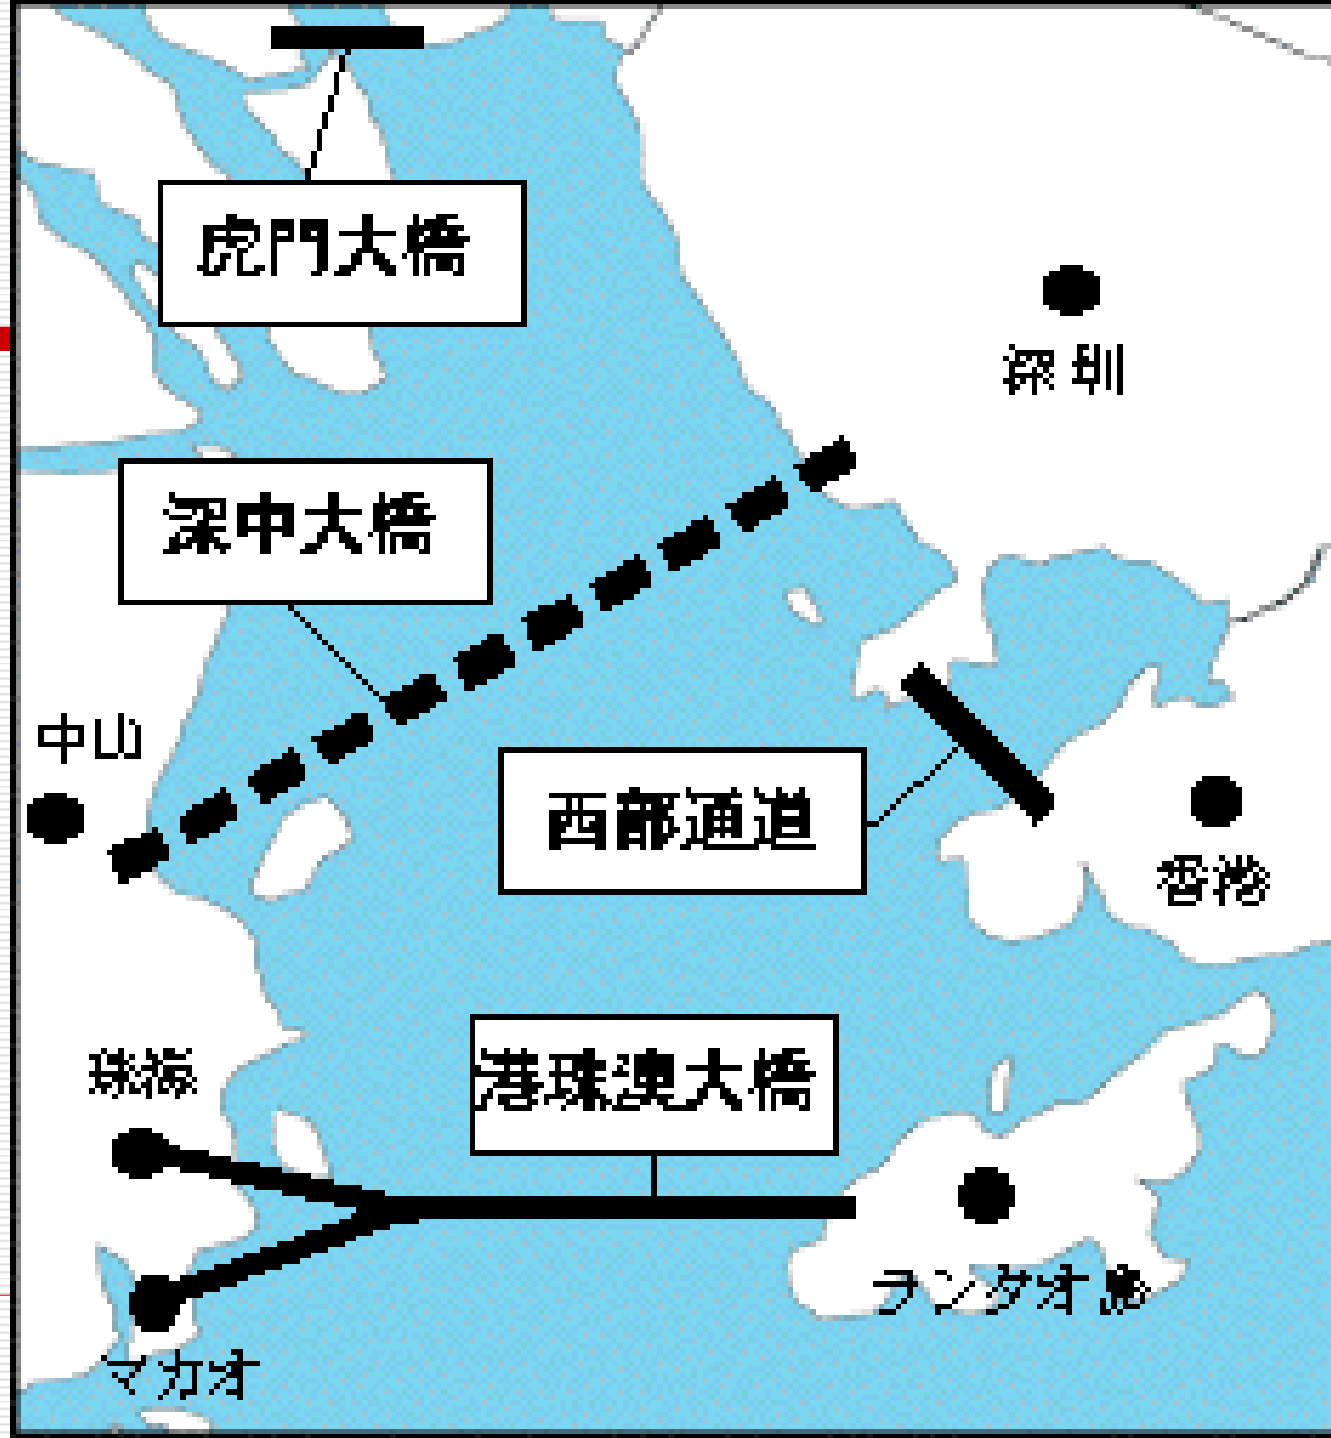 虎門大橋
深圳
深中大橋
中山
西部通道
香港
港珠澳大橋
珠海
ランタオ島
マカオ